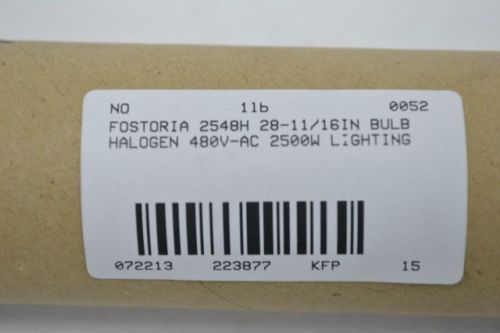 NO 1lb 0052
FOSTORIA 2548H 28-11/16IN BULB
HALOGEN 480V-AC 2500W LIGHTING
072213 223877 KFP 15